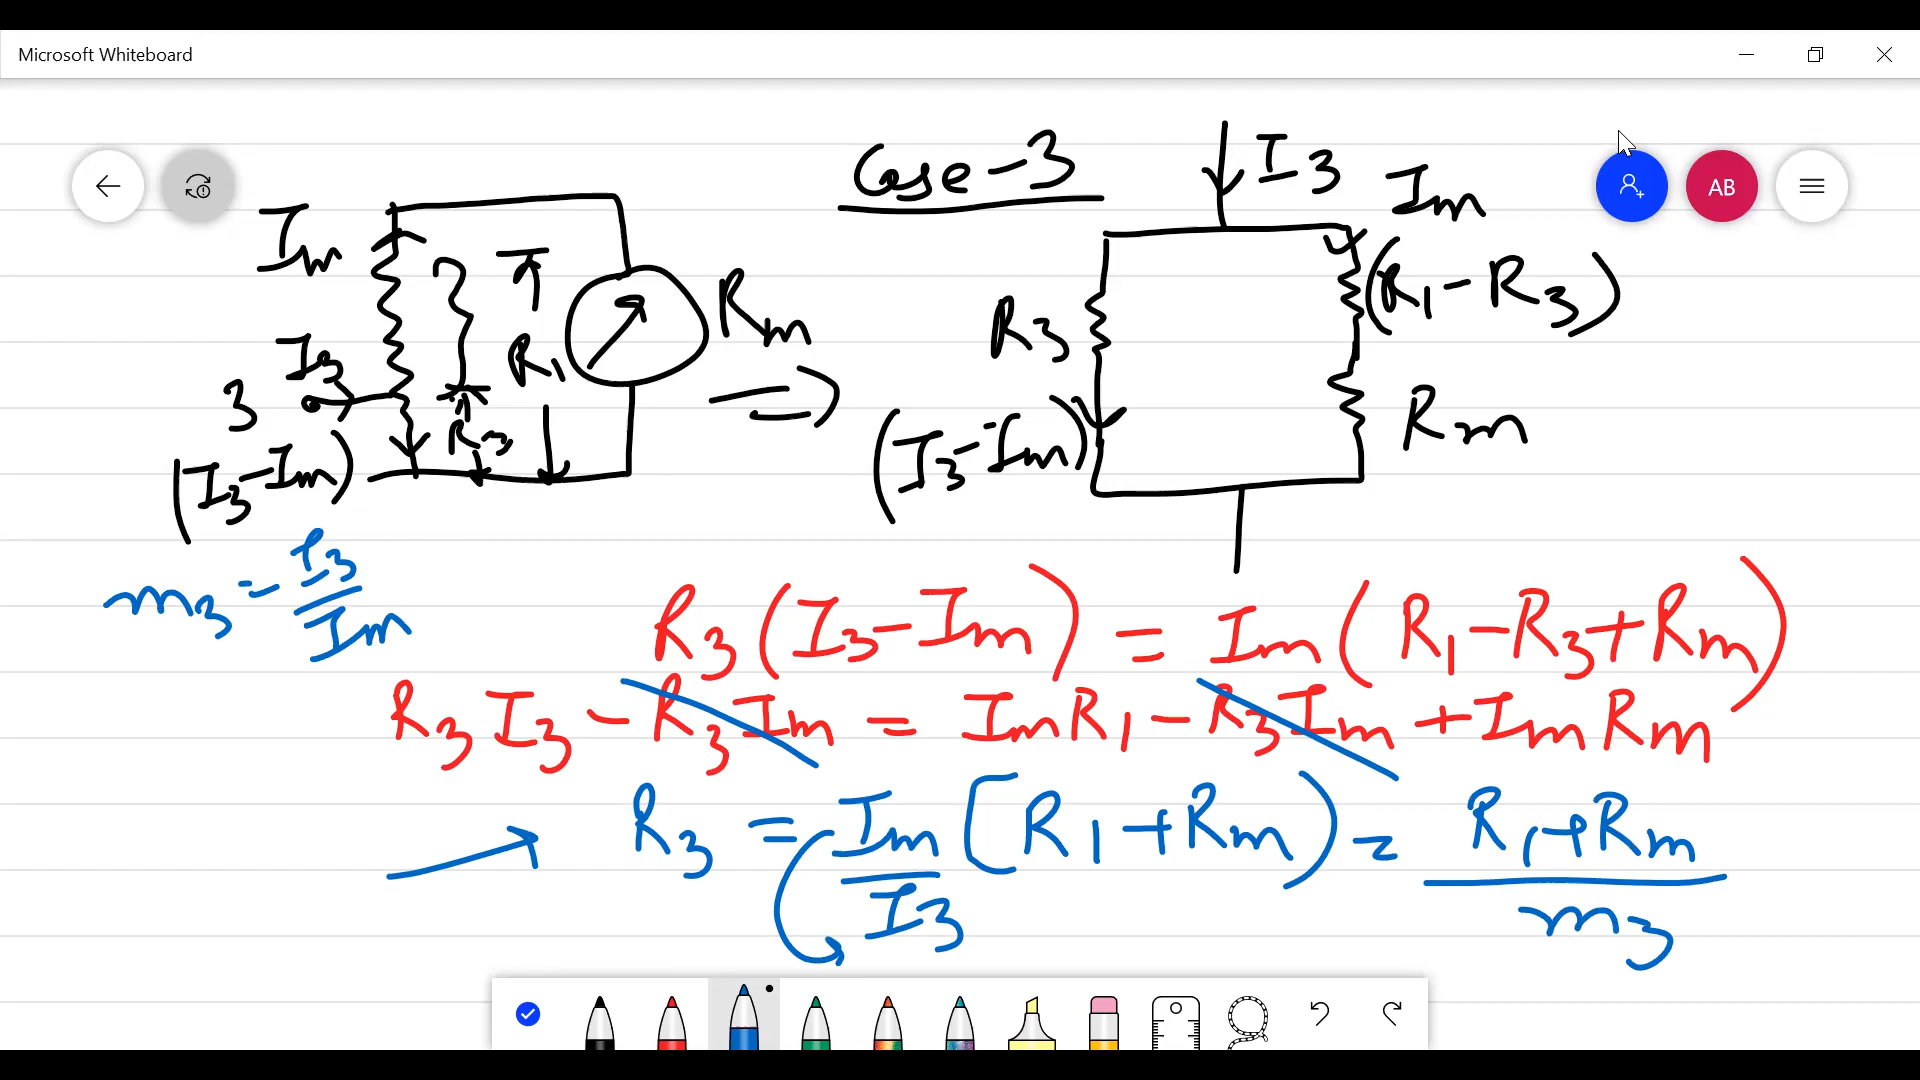 Microsoft Whiteboard
Case-3
I3
Im
AB
Im
(R1-R3)
Rm
R1
R3
I3
3
R3
(I3-Im)
(I3-Im)
Rm
m3 = I3/Im
R3(I3-Im) = Im(R1-R3+Rm)
R3I3 - R3Im = ImR1 - R3Im + ImRm
→ R3 = Im/I3 [R1+Rm) = R1+Rm/m3